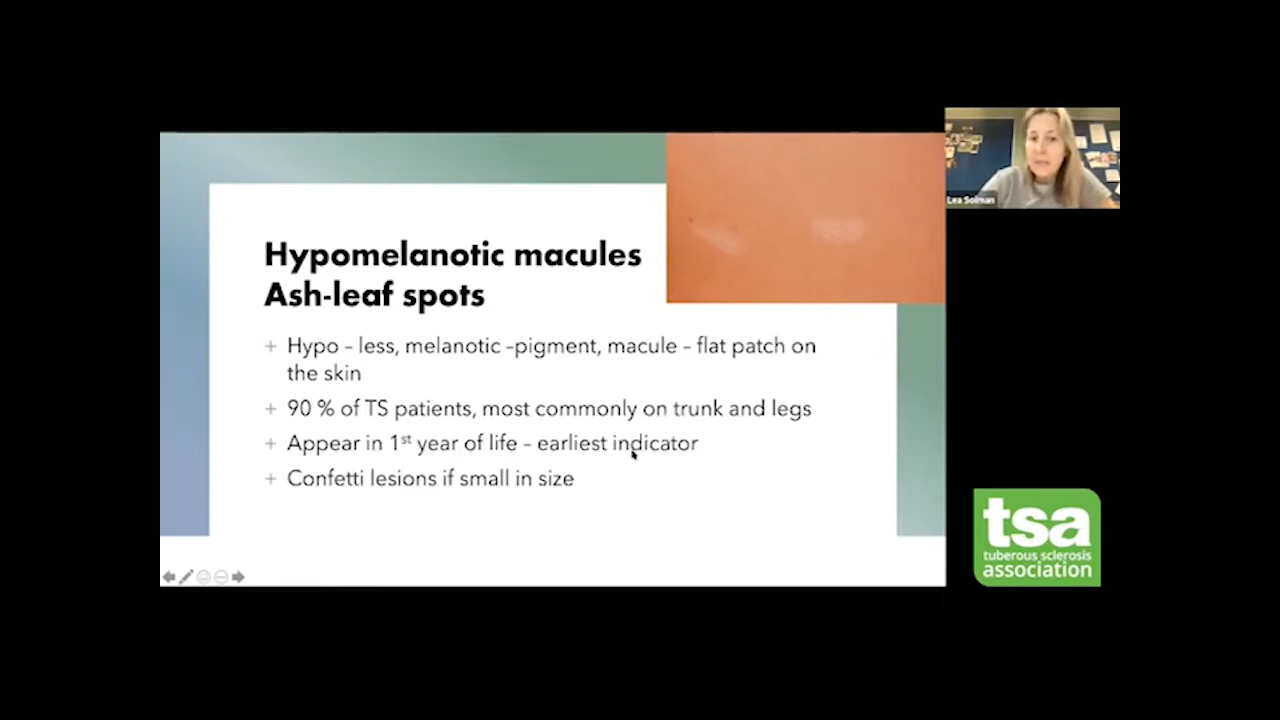 Hypomelanotic macules
Ash-leaf spots
+ Hypo – less, melanotic –pigment, macule – flat patch on
the skin
+ 90 % of TS patients, most commonly on trunk and legs
+ Appear in 1st year of life – earliest indicator
+ Confetti lesions if small in size
Lea Solman
tsa
tuberous sclerosis
association